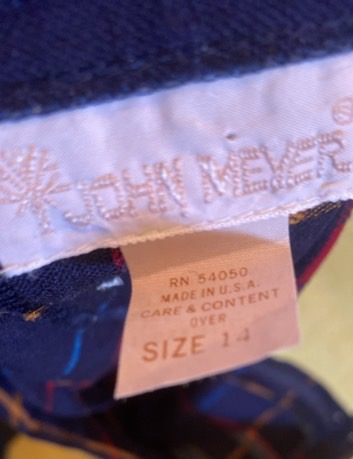 JOHN MEYER®
RN 54050
MADE IN U.S.A.
CARE & CONTENT
OVER
SIZE 14